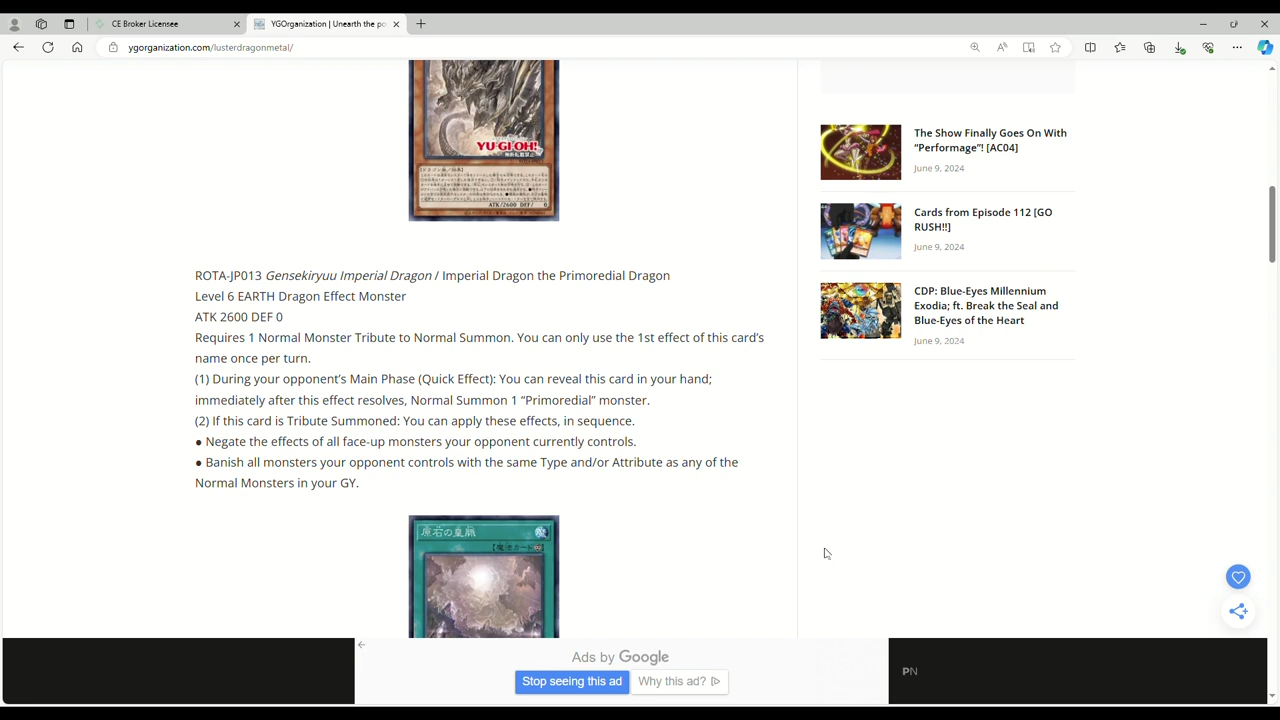 CE Broker Licensee
YGOrganization | Unearth the po
ygorganization.com/lusterdragonmetal/
YU-GI-OH!
ATK/2600 DEF/ 0
ROTA-JP013 Gensekiryuu Imperial Dragon / Imperial Dragon the Primoredial Dragon
Level 6 EARTH Dragon Effect Monster
ATK 2600 DEF 0
Requires 1 Normal Monster Tribute to Normal Summon. You can only use the 1st effect of this card’s
name once per turn.
(1) During your opponent’s Main Phase (Quick Effect): You can reveal this card in your hand;
immediately after this effect resolves, Normal Summon 1 “Primoredial” monster.
(2) If this card is Tribute Summoned: You can apply these effects, in sequence.
● Negate the effects of all face-up monsters your opponent currently controls.
● Banish all monsters your opponent controls with the same Type and/or Attribute as any of the
Normal Monsters in your GY.
原石の皇脈
【魔法カード
The Show Finally Goes On With
“Performage”! [AC04]
June 9, 2024
Cards from Episode 112 [GO
RUSH!!]
June 9, 2024
CDP: Blue-Eyes Millennium
Exodia; ft. Break the Seal and
Blue-Eyes of the Heart
June 9, 2024
Ads by Google
Stop seeing this ad
Why this ad?
PN